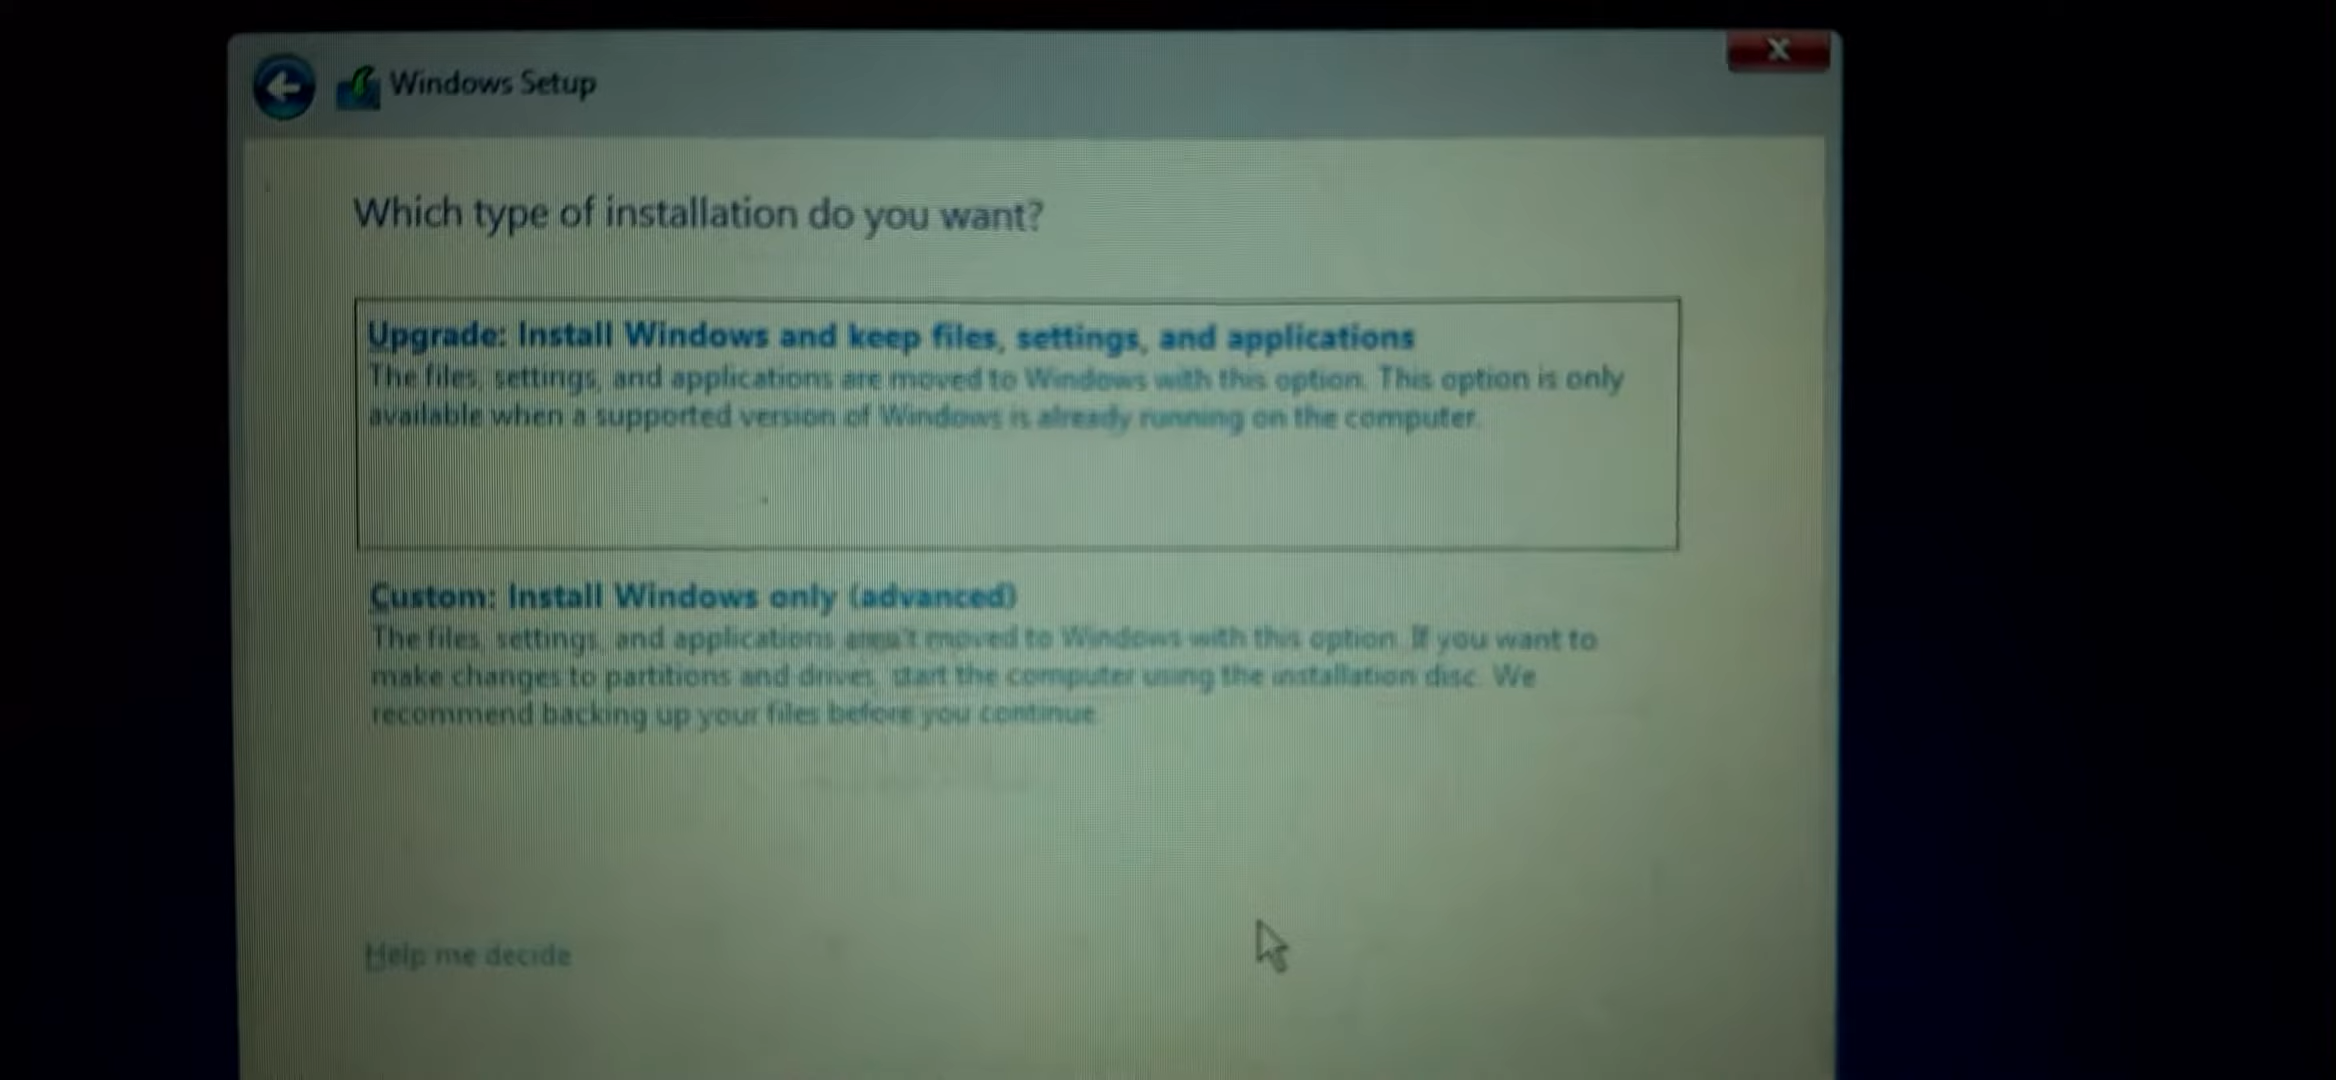 Windows Setup
X
Which type of installation do you want?
Upgrade: Install Windows and keep files, settings, and applications
The files, settings, and applications are moved to Windows with this option. This option is only
available when a supported version of Windows is already running on the computer.
Custom: Install Windows only (advanced)
The files, settings, and applications aren't moved to Windows with this option. If you want to
make changes to partitions and drives, start the computer using the installation disc. We
recommend backing up your files before you continue.
Help me decide